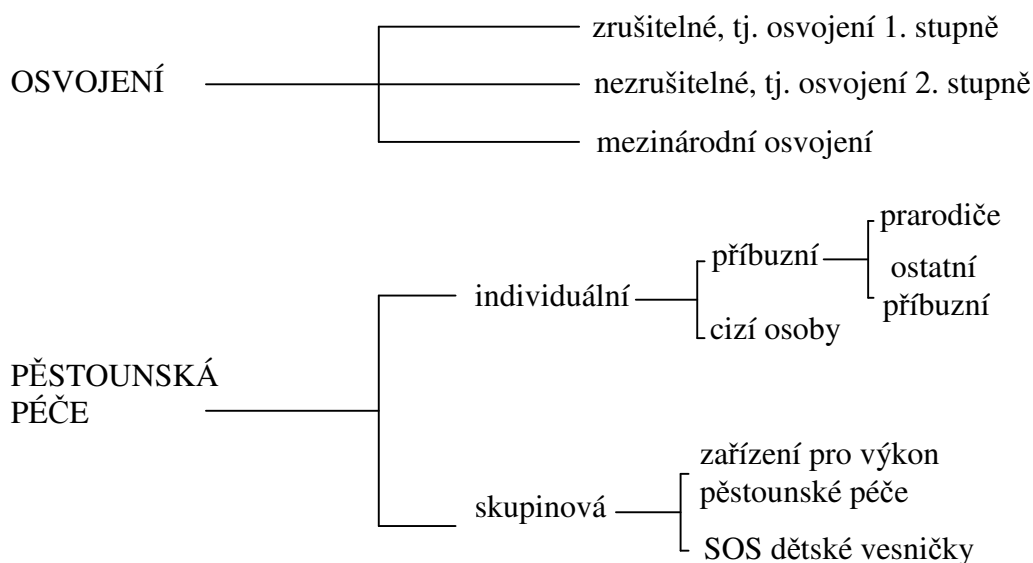 OSVOJENÍ
zrušitelné, tj. osvojení 1. stupně
nezrušitelné, tj. osvojení 2. stupně
mezinárodní osvojení
PĚSTOUNSKÁ
PÉČE
individuální
příbuzní
prarodiče
ostatní
příbuzní
cizí osoby
skupinová
zařízení pro výkon
pěstounské péče
SOS dětské vesničky